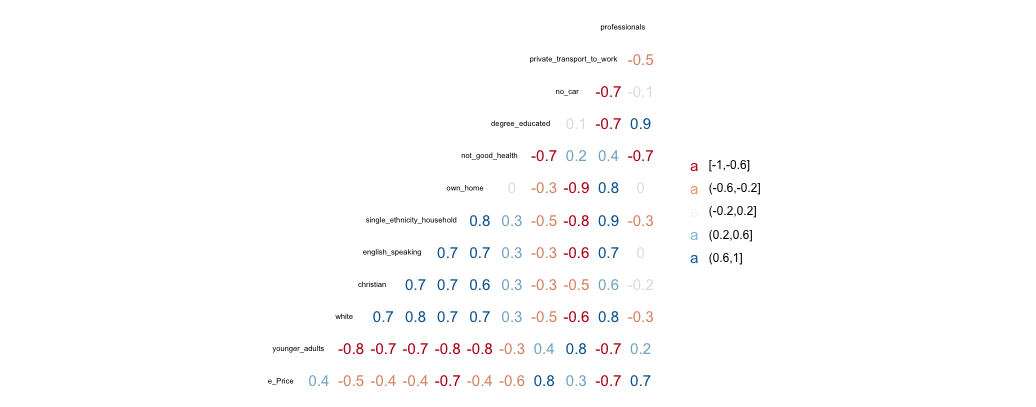 professionals
private_transport_to_work -0.5
no_car -0.7 -0.1
degree_educated 0.1 -0.7 0.9
not_good_health -0.7 0.2 0.4 -0.7
a [-1,-0.6]
own_home 0 -0.3 -0.9 0.8 0
a (-0.6,-0.2]
a (-0.2,0.2]
single_ethnicity_household 0.8 0.3 -0.5 -0.8 0.9 -0.3
a (0.2,0.6]
english_speaking 0.7 0.7 0.3 -0.3 -0.6 0.7 0
a (0.6,1]
christian 0.7 0.7 0.6 0.3 -0.3 -0.5 0.6 -0.2
white 0.7 0.8 0.7 0.7 0.3 -0.5 -0.6 0.8 -0.3
younger_adults -0.8 -0.7 -0.7 -0.8 -0.8 -0.3 0.4 0.8 -0.7 0.2
e_Price 0.4 -0.5 -0.4 -0.4 -0.7 -0.4 -0.6 0.8 0.3 -0.7 0.7